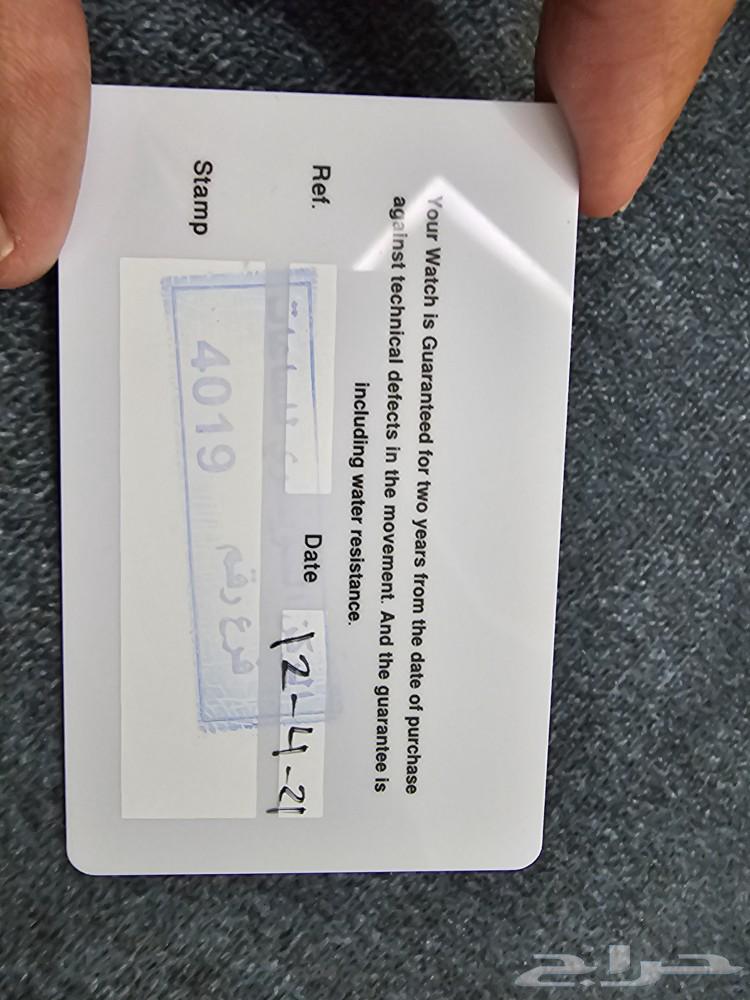 Your Watch is Guaranteed for two years from the date of purchase
against technical defects in the movement. And the guarantee is
including water resistance.
Ref.
Date 12-4-21
Stamp
4019 فرع رقم
حراج